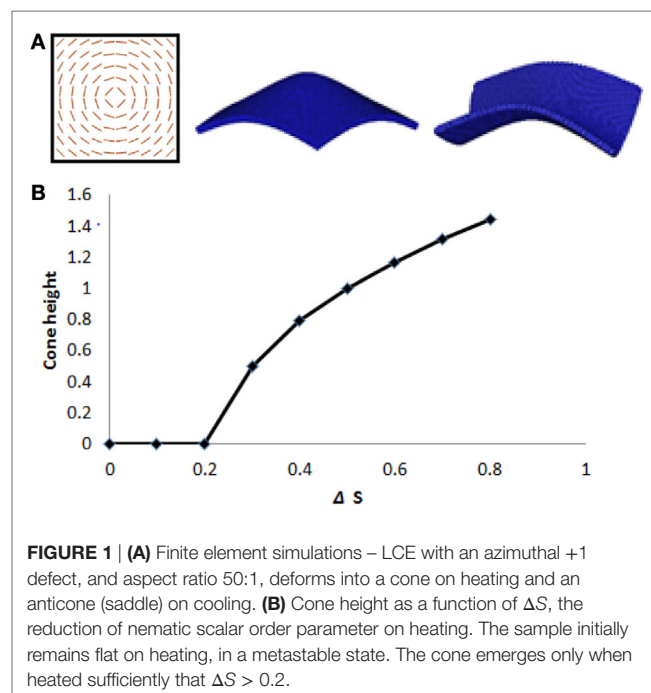 A
B
1.6
1.4
1.2
1
0.8
0.6
0.4
0.2
0
Cone height
0
0.2
0.4
0.6
0.8
1
Δ S
FIGURE 1 | (A) Finite element simulations – LCE with an azimuthal +1
defect, and aspect ratio 50:1, deforms into a cone on heating and an
anticone (saddle) on cooling. (B) Cone height as a function of ΔS, the
reduction of nematic scalar order parameter on heating. The sample initially
remains flat on heating, in a metastable state. The cone emerges only when
heated sufficiently that ΔS > 0.2.